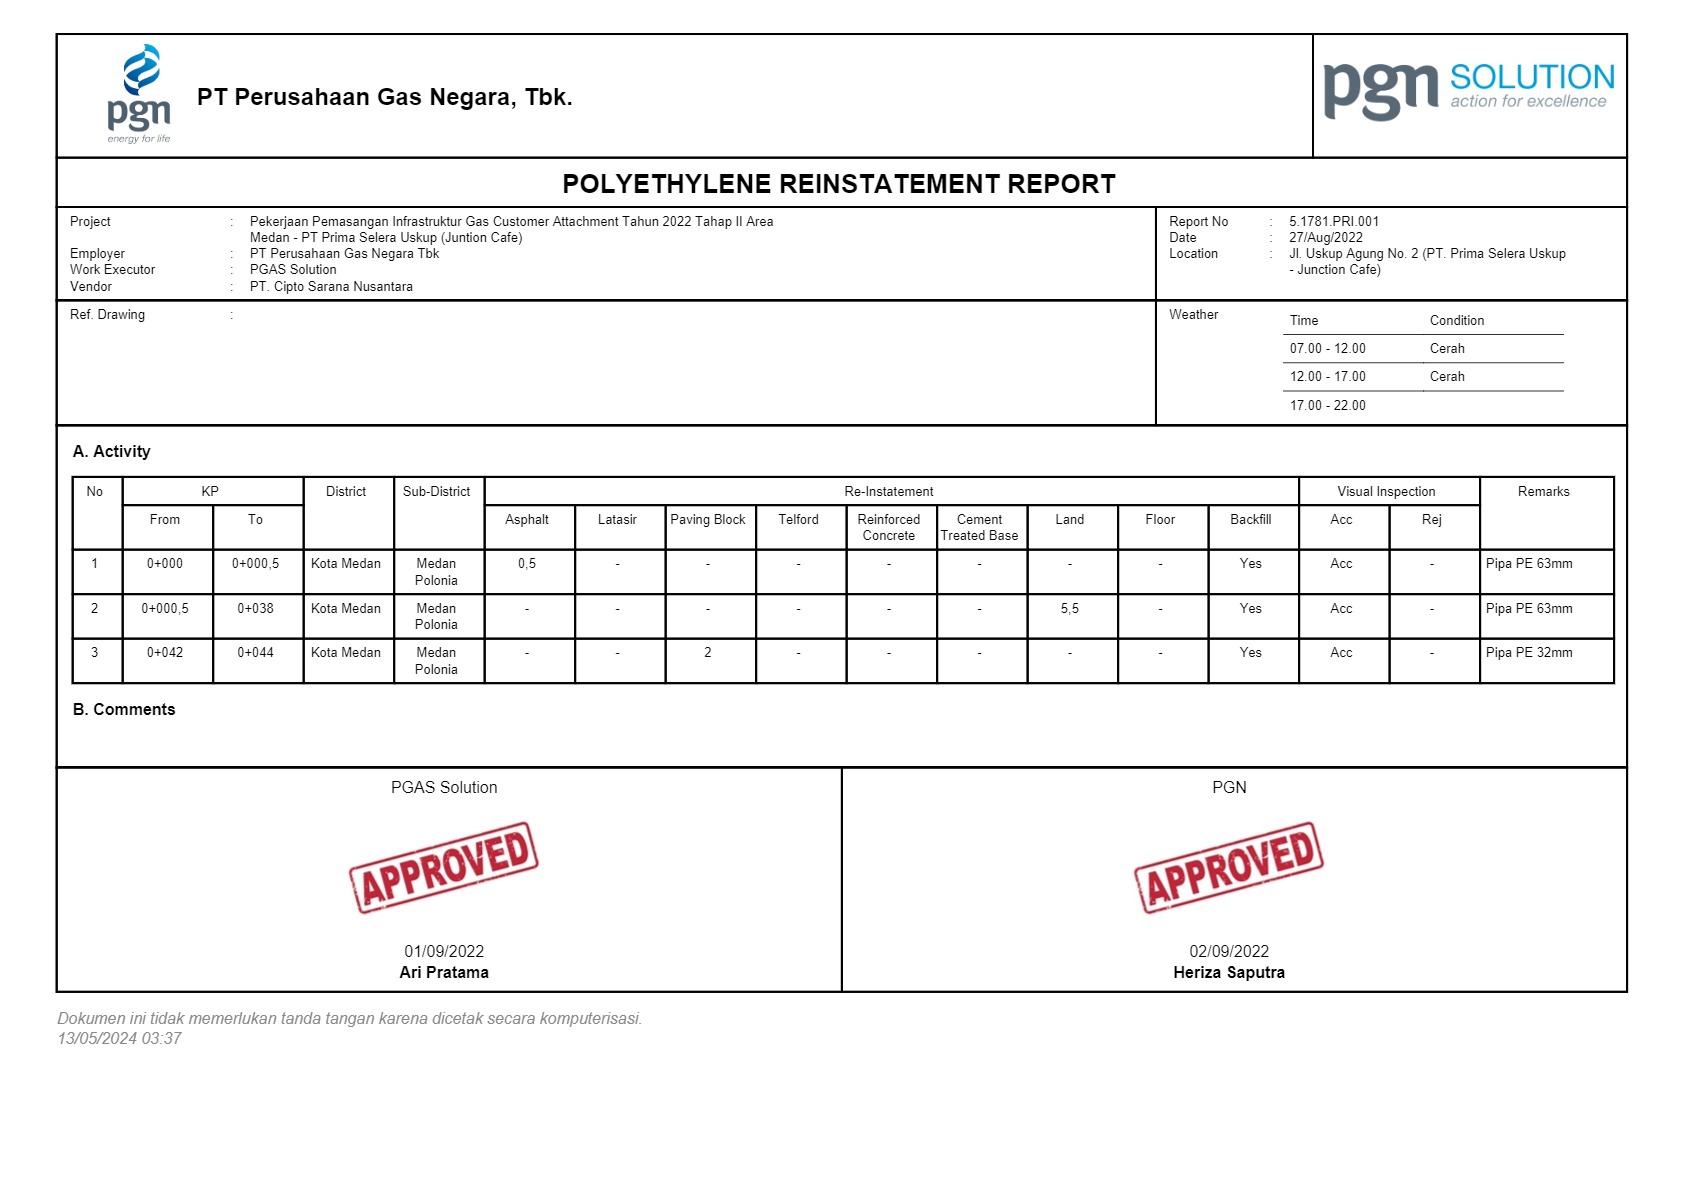 pgn
energy for life
PT Perusahaan Gas Negara, Tbk.
pgn SOLUTION
action for excellence
POLYETHYLENE REINSTATEMENT REPORT
Project : Pekerjaan Pemasangan Infrastruktur Gas Customer Attachment Tahun 2022 Tahap II Area
Medan - PT Prima Selera Uskup (Juntion Cafe)
Employer : PT Perusahaan Gas Negara Tbk
Work Executor : PGAS Solution
Vendor : PT. Cipto Sarana Nusantara
Report No : 5.1781.PRI.001
Date : 27/Aug/2022
Location : Jl. Uskup Agung No. 2 (PT. Prima Selera Uskup
- Junction Cafe)
Ref. Drawing :
Weather
Time Condition
07.00 - 12.00 Cerah
12.00 - 17.00 Cerah
17.00 - 22.00
A. Activity
No KP District Sub-District Re-Instatement Visual Inspection Remarks
From To Asphalt Latasir Paving Block Telford Reinforced Cement Land Floor Backfill Acc Rej
Concrete Treated Base
1 0+000 0+000,5 Kota Medan Medan 0,5 - - - - - - - Yes Acc - Pipa PE 63mm
Polonia
2 0+000,5 0+038 Kota Medan Medan - - - - - - 5,5 - Yes Acc - Pipa PE 63mm
Polonia
3 0+042 0+044 Kota Medan Medan - - 2 - - - - - Yes Acc - Pipa PE 32mm
Polonia
B. Comments
PGAS Solution
APPROVED
01/09/2022
Ari Pratama
PGN
APPROVED
02/09/2022
Heriza Saputra
Dokumen ini tidak memerlukan tanda tangan karena dicetak secara komputerisasi.
13/05/2024 03:37